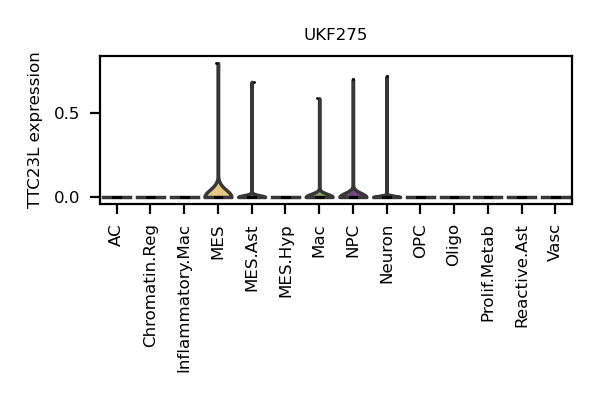 UKF275
TTC23L expression
0.5
0.0
AC
Chromatin.Reg
Inflammatory.Mac
MES
MES.Ast
MES.Hyp
Mac
NPC
Neuron
OPC
Oligo
Prolif.Metab
Reactive.Ast
Vasc